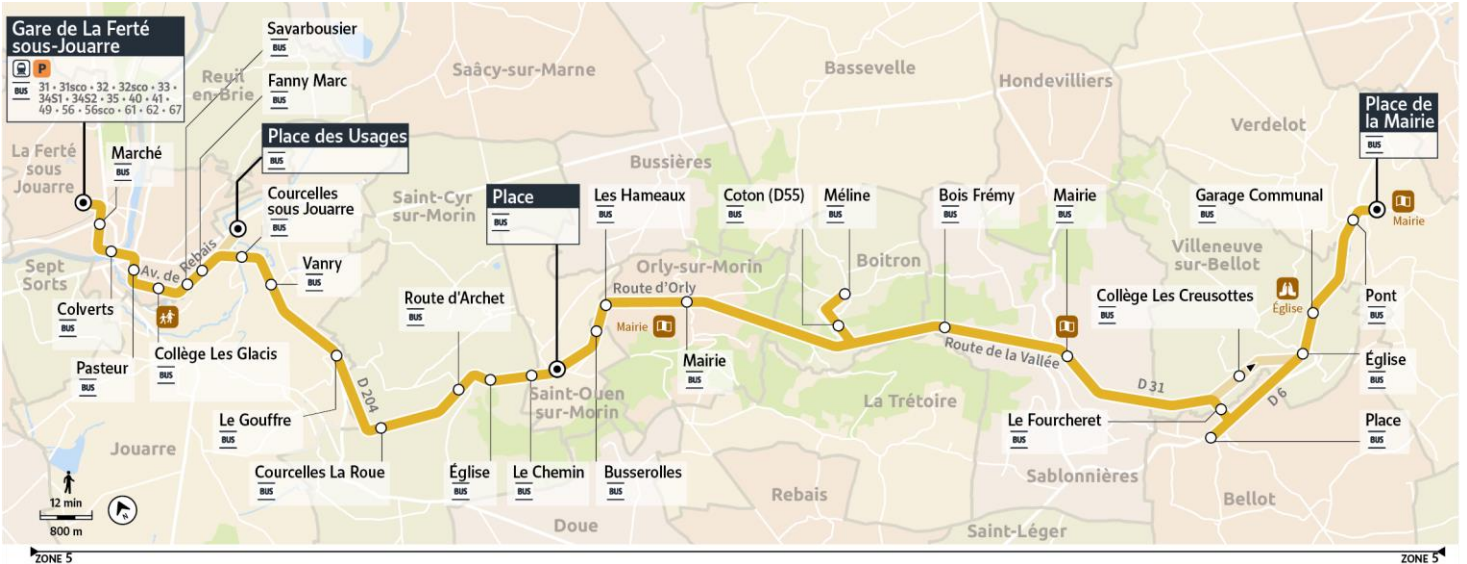 Gare de La Ferté
sous-Jouarre
P
BUS 31 • 31sco • 32 • 32sco • 33 •
34S1 • 34S2 • 35 • 40 • 41 •
49 • 56 • 56sco • 61 • 62 • 67
Savarbousier
BUS
Fanny Marc
BUS
Reuil
en-Brie
Place des Usages
BUS
La Ferté
sous
Jouarre
Marché
BUS
Courcelles
sous Jouarre
BUS
Vanry
BUS
Av. de Rebais
Sept
Sorts
Colverts
BUS
Pasteur
BUS
Collège Les Glacis
BUS
Le Gouffre
BUS
D 204
Courcelles La Roue
BUS
Jouarre
Saâcy-sur-Marne
Saint-Cyr
sur-Morin
Route d'Archet
BUS
Église
BUS
Le Chemin
BUS
Busserolles
BUS
Place
BUS
Saint-Ouen
sur-Morin
Doue
Bussières
Les Hameaux
BUS
Orly-sur-Morin
Route d'Orly
Mairie
Mairie
BUS
Coton (D55)
BUS
Méline
BUS
Boitron
Bassevelle
Hondevilliers
Bois Frémy
BUS
Mairie
BUS
Route de la Vallée
La Trétoire
Rebais
Saint-Léger
Sablonnières
D 31
Le Fourcheret
BUS
Collège Les Creusottes
BUS
Villeneuve
sur-Bellot
Garage Communal
BUS
Verdelot
Place de
la Mairie
BUS
Mairie
Pont
BUS
Église
Église
BUS
D 6
Place
BUS
Bellot
12 min
800 m
N
ZONE 5
ZONE 5